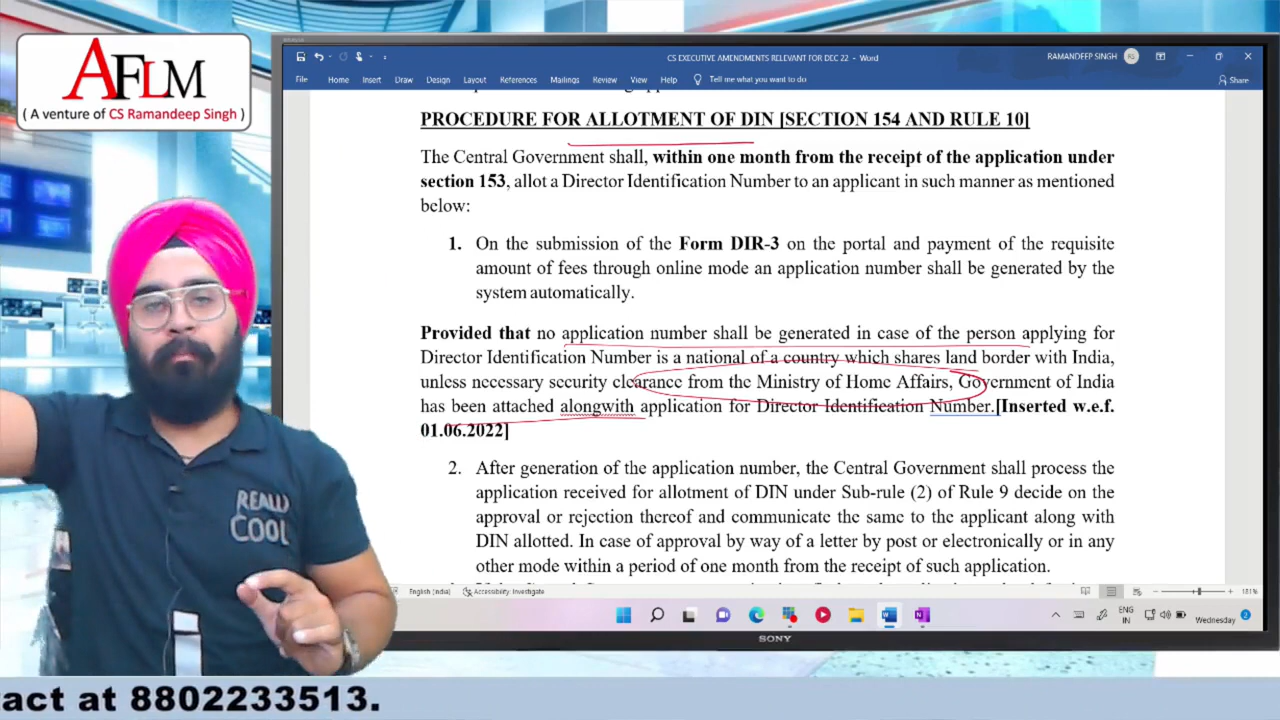 AFLM
( A venture of CS Ramandeep Singh )
CS EXECUTIVE AMENDMENTS RELEVANT FOR DEC 22 - Word
RAMANDEEP SINGH
RS
File Home Insert Draw Design Layout References Mailings Review View Help Tell me what you want to do
Share
PROCEDURE FOR ALLOTMENT OF DIN [SECTION 154 AND RULE 10]
The Central Government shall, within one month from the receipt of the application under
section 153, allot a Director Identification Number to an applicant in such manner as mentioned
below:
1. On the submission of the Form DIR-3 on the portal and payment of the requisite
amount of fees through online mode an application number shall be generated by the
system automatically.
Provided that no application number shall be generated in case of the person applying for
Director Identification Number is a national of a country which shares land border with India,
unless necessary security clearance from the Ministry of Home Affairs, Government of India
has been attached alongwith application for Director Identification Number.[Inserted w.e.f.
01.06.2022]
2. After generation of the application number, the Central Government shall process the
application received for allotment of DIN under Sub-rule (2) of Rule 9 decide on the
approval or rejection thereof and communicate the same to the applicant along with
DIN allotted. In case of approval by way of a letter by post or electronically or in any
other mode within a period of one month from the receipt of such application.
English (India) Accessibility: Investigate
181%
ENG
IN
Wednesday
2
SONY
REALLY
COOL
tact at 8802233513.